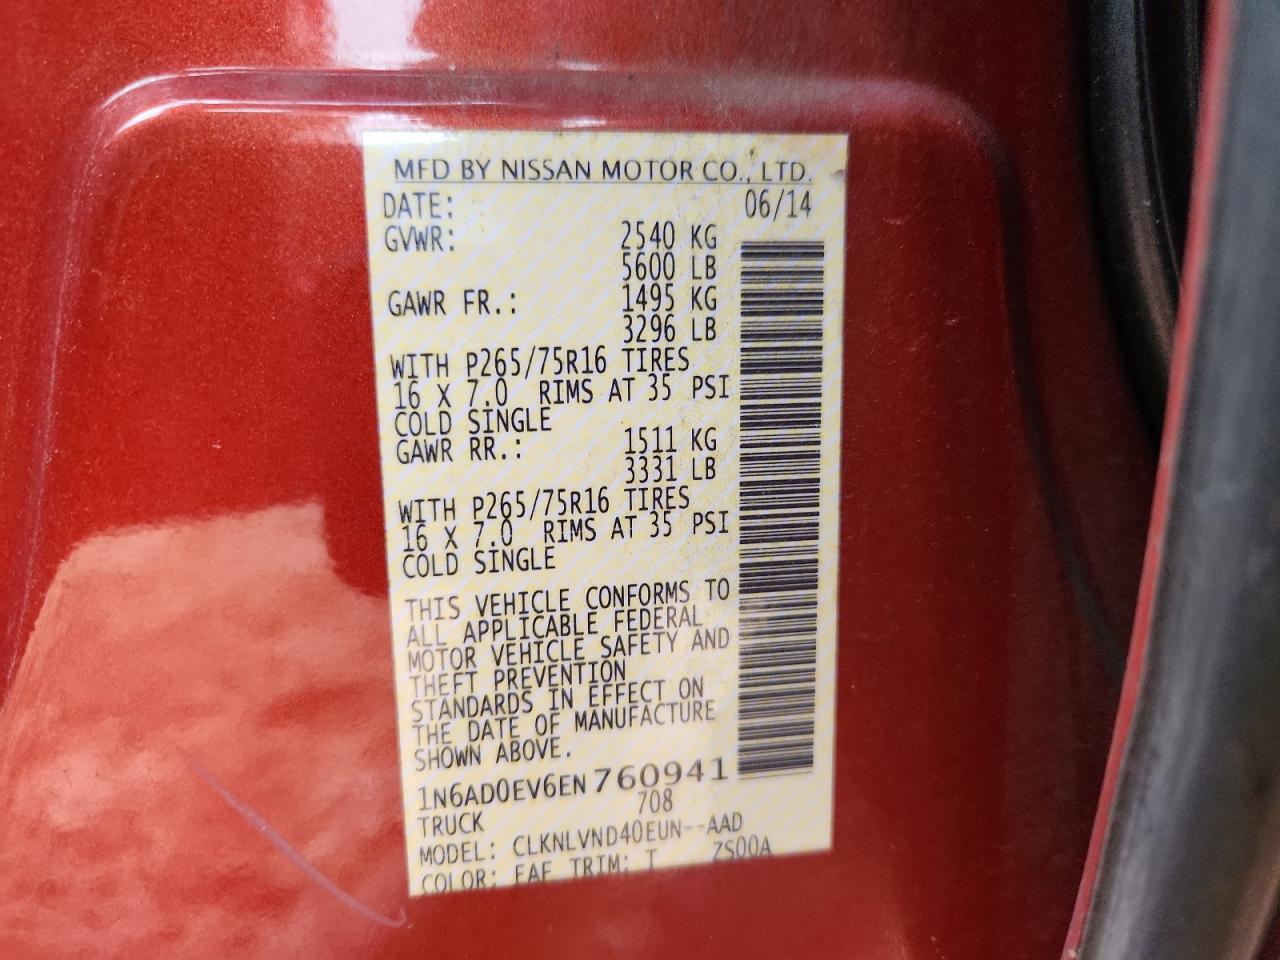 MFD BY NISSAN MOTOR CO., LTD.
DATE: 06/14
GVWR: 2540 KG
5600 LB
GAWR FR.: 1495 KG
3296 LB
WITH P265/75R16 TIRES
16 X 7.0 RIMS AT 35 PSI
COLD SINGLE
GAWR RR.: 1511 KG
3331 LB
WITH P265/75R16 TIRES
16 X 7.0 RIMS AT 35 PSI
COLD SINGLE
THIS VEHICLE CONFORMS TO
ALL APPLICABLE FEDERAL
MOTOR VEHICLE SAFETY AND
THEFT PREVENTION
STANDARDS IN EFFECT ON
THE DATE OF MANUFACTURE
SHOWN ABOVE.
1N6AD0EV6EN760941
TRUCK 708
MODEL: CLKNLVND40EUN--AAD
COLOR: EAE TRIM: T ZS00A